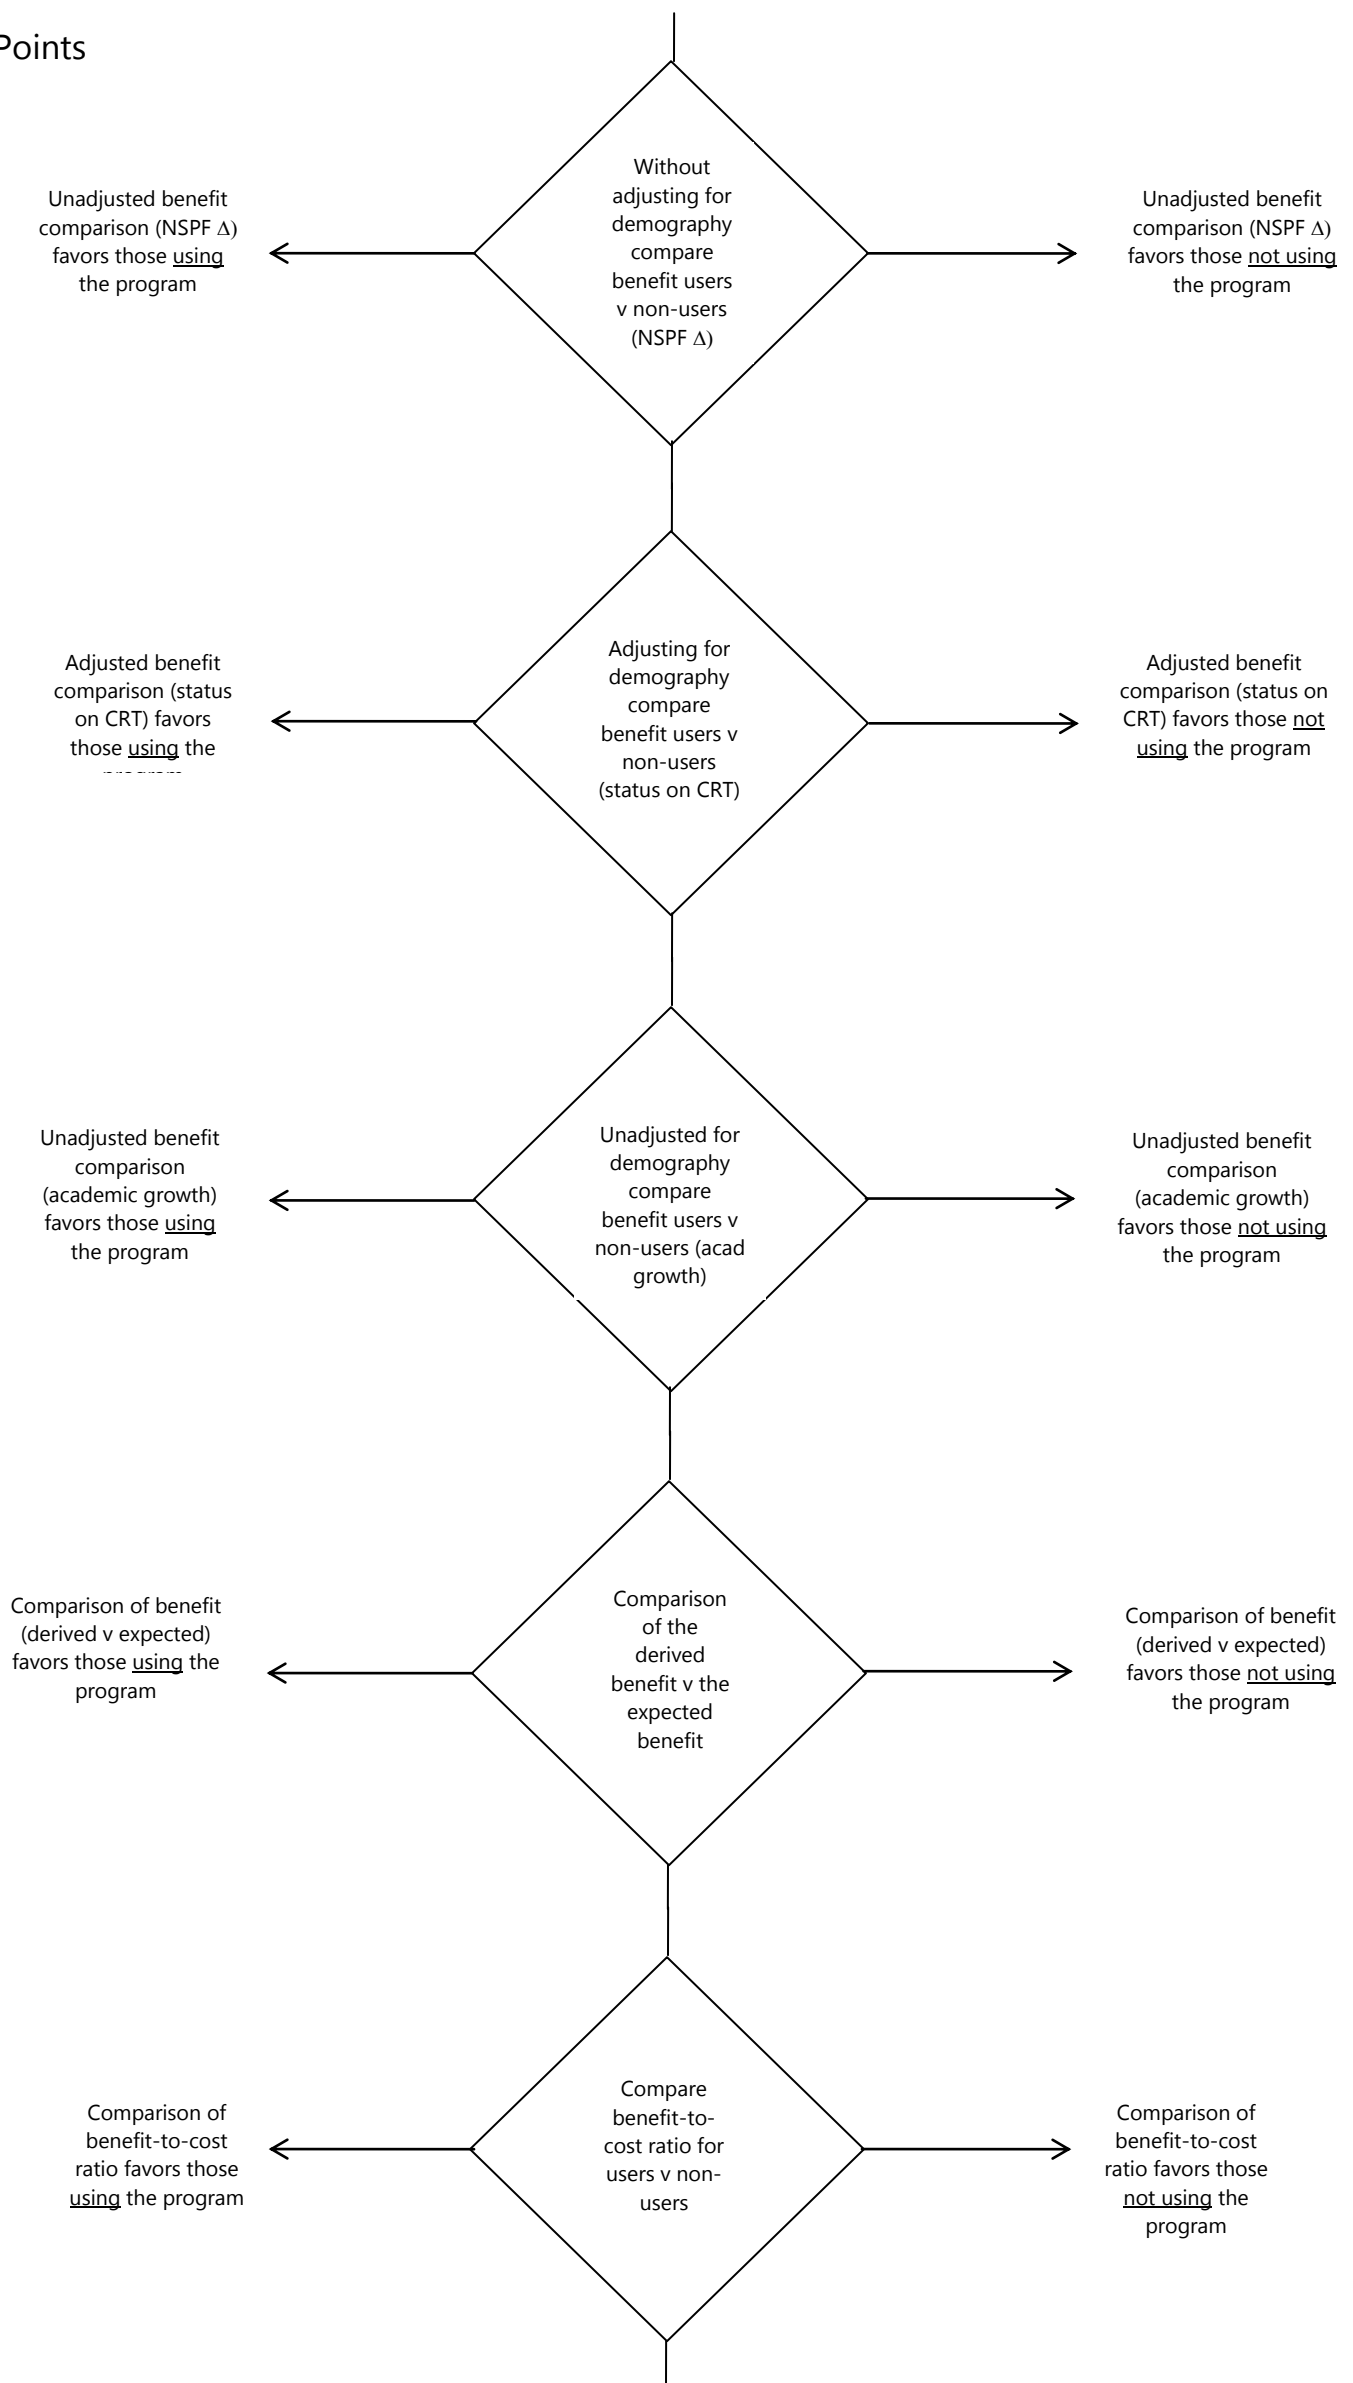 Points
Without
adjusting for
demography
compare
benefit users
v non-users
(NSPF Δ)
Unadjusted benefit
comparison (NSPF Δ)
favors those using
the program
Unadjusted benefit
comparison (NSPF Δ)
favors those not using
the program
Adjusting for
demography
compare
benefit users v
non-users
(status on CRT)
Adjusted benefit
comparison (status
on CRT) favors
those using the
Adjusted benefit
comparison (status on
CRT) favors those not
using the program
Unadjusted for
demography
compare
benefit users v
non-users (acad
growth)
Unadjusted benefit
comparison
(academic growth)
favors those using
the program
Unadjusted benefit
comparison
(academic growth)
favors those not using
the program
Comparison
of the
derived
benefit v the
expected
benefit
Comparison of benefit
(derived v expected)
favors those using the
program
Comparison of benefit
(derived v expected)
favors those not using
the program
Compare
benefit-to-
cost ratio for
users v non-
users
Comparison of
benefit-to-cost
ratio favors those
using the program
Comparison of
benefit-to-cost
ratio favors those
not using the
program